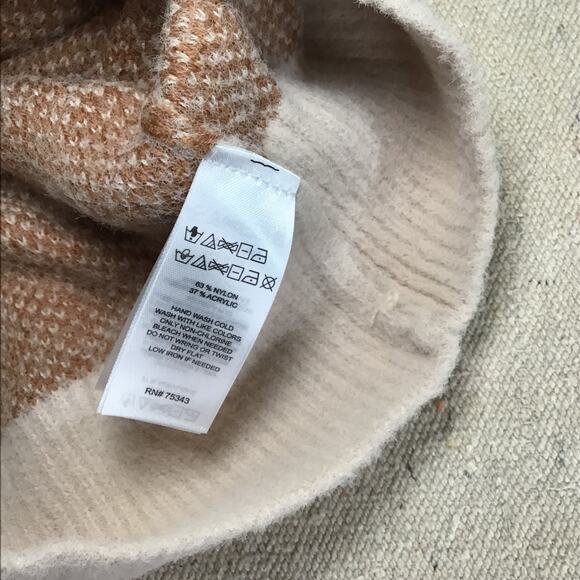 63 % NYLON
37 % ACRYLIC
HAND WASH COLD
WASH WITH LIKE COLORS
ONLY NON-CHLORINE
BLEACH WHEN NEEDED
DO NOT WRING OR TWIST
DRY FLAT
LOW IRON IF NEEDED
RN# 75343